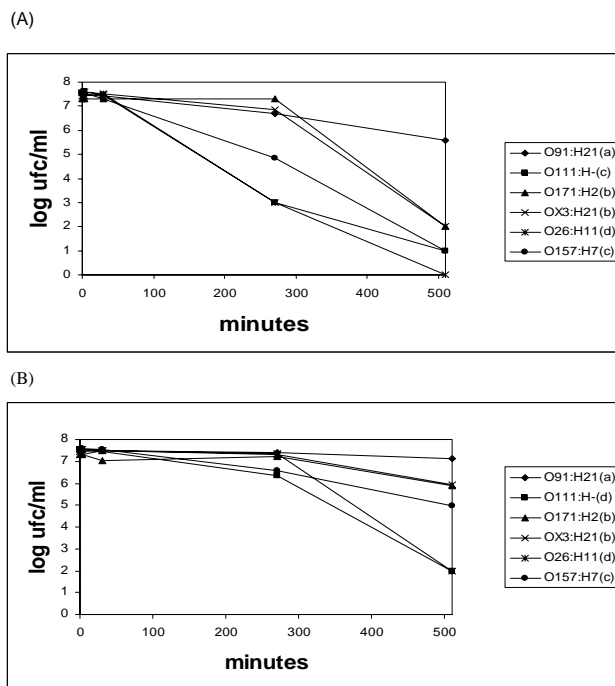 (A)
8
7
6
5
4
3
2
1
0
log ufc/ml
0 100 200 300 400 500
minutes
O91:H21(a)
O111:H-(c)
O171:H2(b)
OX3:H21(b)
O26:H11(d)
O157:H7(c)
(B)
8
7
6
5
4
3
2
1
0
log ufc/ml
0 100 200 300 400 500
minutes
O91:H21(a)
O111:H-(d)
O171:H2(b)
OX3:H21(b)
O26:H11(d)
O157:H7(c)